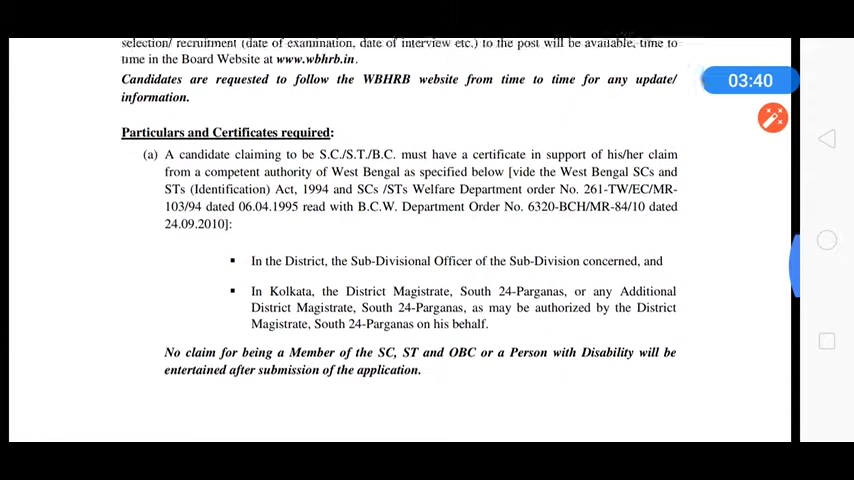 selection/ recruitment (date of examination, date of interview etc.) to the post will be available, time to
time in the Board Website at www.wbhrb.in.
Candidates are requested to follow the WBHRB website from time to time for any update/
information.
03:40
Particulars and Certificates required:
(a) A candidate claiming to be S.C./S.T./B.C. must have a certificate in support of his/her claim
from a competent authority of West Bengal as specified below [vide the West Bengal SCs and
STs (Identification) Act, 1994 and SCs /STs Welfare Department order No. 261-TW/EC/MR-
103/94 dated 06.04.1995 read with B.C.W. Department Order No. 6320-BCH/MR-84/10 dated
24.09.2010]:
▪ In the District, the Sub-Divisional Officer of the Sub-Division concerned, and
▪ In Kolkata, the District Magistrate, South 24-Parganas, or any Additional
District Magistrate, South 24-Parganas, as may be authorized by the District
Magistrate, South 24-Parganas on his behalf.
No claim for being a Member of the SC, ST and OBC or a Person with Disability will be
entertained after submission of the application.